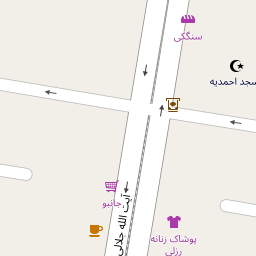 سنگکی
سجد احمدیه
جانبو
آیت الله جلالی
پوشاک زنانه
رزلی